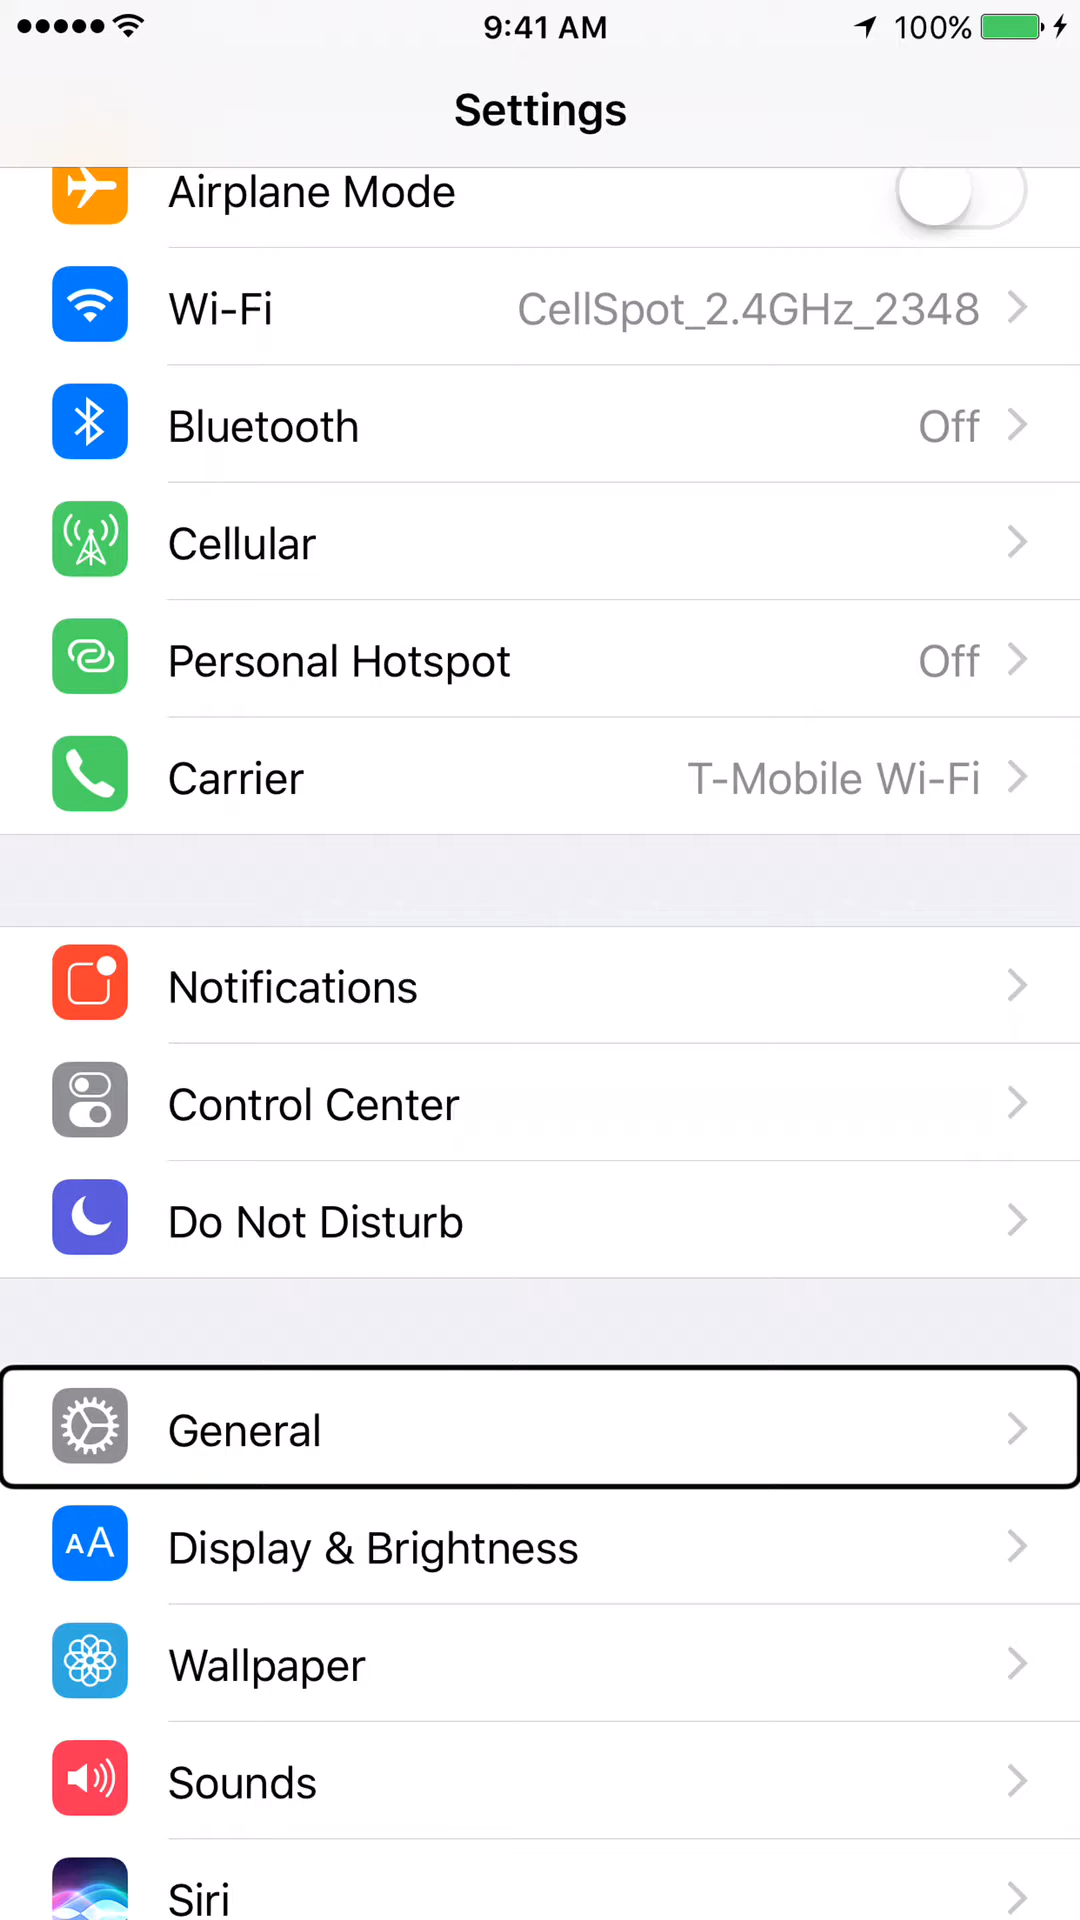 9:41 AM 100%
Settings
Airplane Mode
Wi-Fi CellSpot_2.4GHz_2348
Bluetooth Off
Cellular
Personal Hotspot Off
Carrier T-Mobile Wi-Fi
Notifications
Control Center
Do Not Disturb
General
AA Display & Brightness
Wallpaper
Sounds
Siri